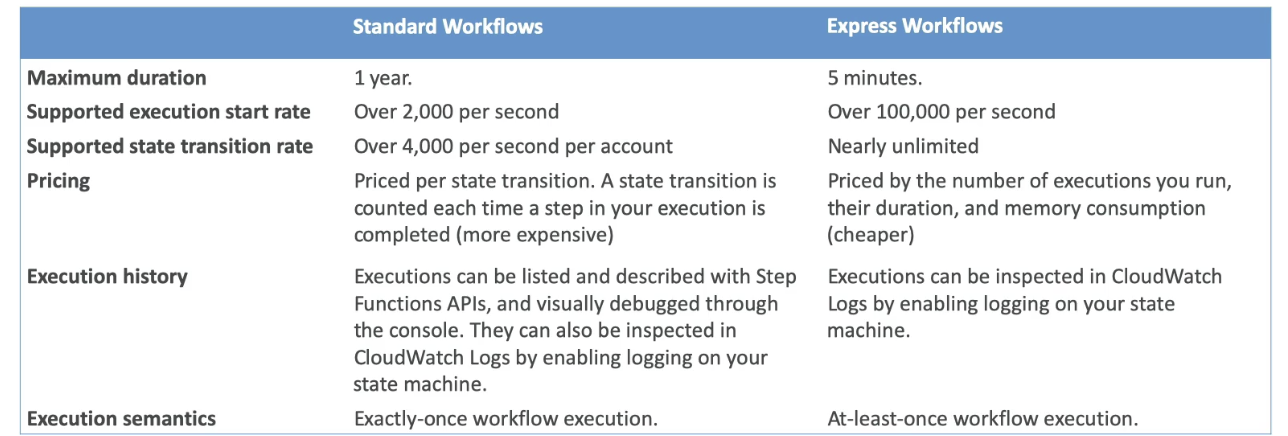 Standard Workflows Express Workflows
Maximum duration 1 year. 5 minutes.
Supported execution start rate Over 2,000 per second Over 100,000 per second
Supported state transition rate Over 4,000 per second per account Nearly unlimited
Pricing Priced per state transition. A state transition is Priced by the number of executions you run,
counted each time a step in your execution is their duration, and memory consumption
completed (more expensive) (cheaper)
Execution history Executions can be listed and described with Step Executions can be inspected in CloudWatch
Functions APIs, and visually debugged through Logs by enabling logging on your state
the console. They can also be inspected in machine.
CloudWatch Logs by enabling logging on your
state machine.
Execution semantics Exactly-once workflow execution. At-least-once workflow execution.